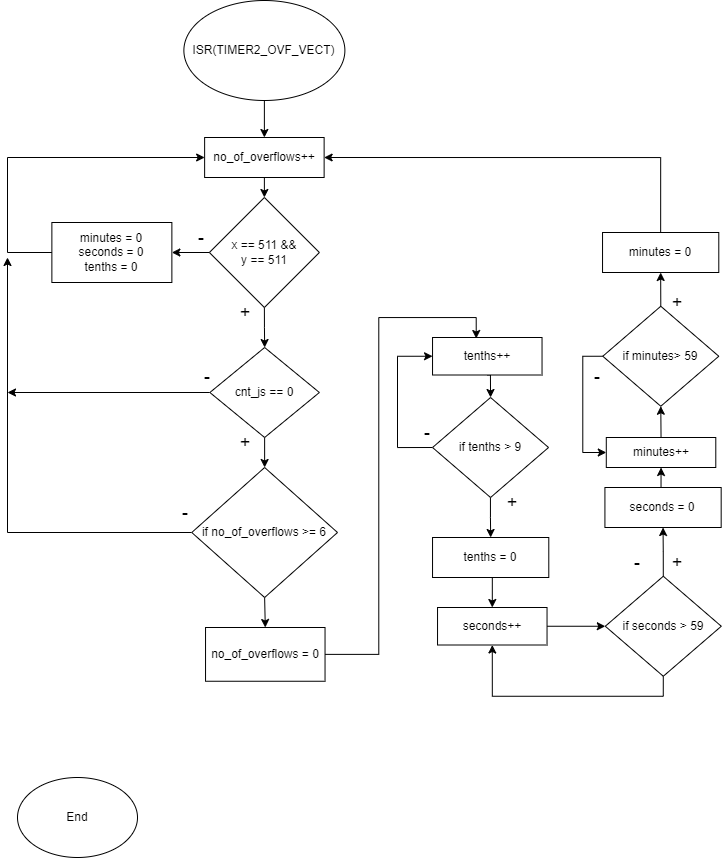 ISR(TIMER2_OVF_VECT)
no_of_overflows++
minutes = 0
seconds = 0
tenths = 0
-
x == 511 &&
y == 511
+
-
cnt_js == 0
+
-
if no_of_overflows >= 6
no_of_overflows = 0
tenths++
-
if tenths > 9
+
tenths = 0
seconds++
if seconds > 59
-
+
seconds = 0
minutes++
-
if minutes> 59
+
minutes = 0
End